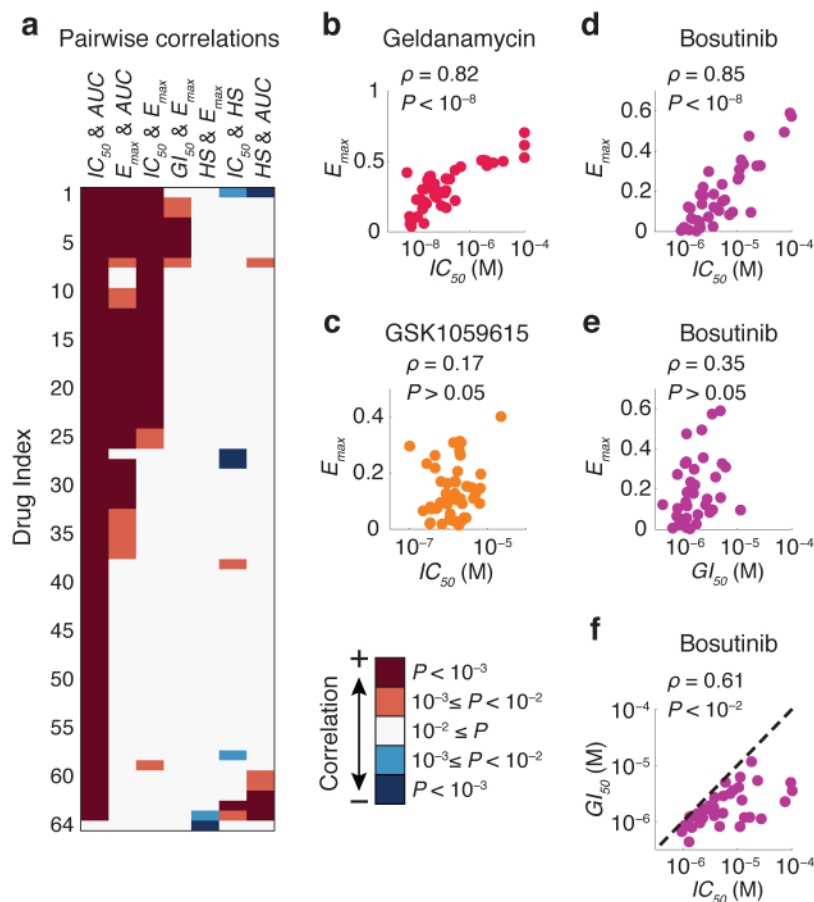 a
Pairwise correlations
IC50 & AUC
Emax & AUC
IC50 & Emax
GI50 & Emax
HS & Emax
IC50 & HS
HS & AUC
Drug Index
1
5
10
15
20
25
30
35
40
45
50
55
60
64
b
Geldanamycin
ρ = 0.82
P < 10⁻⁸
Emax
1
0.5
0
10⁻⁸ 10⁻⁶ 10⁻⁴
IC50 (M)
c
GSK1059615
ρ = 0.17
P > 0.05
Emax
0.4
0.2
0
10⁻⁷ 10⁻⁵
IC50 (M)
Correlation
+
−
P < 10⁻³
10⁻³ ≤ P < 10⁻²
10⁻² ≤ P
10⁻³ ≤ P < 10⁻²
P < 10⁻³
d
Bosutinib
ρ = 0.85
P < 10⁻⁸
Emax
0.6
0.4
0.2
0
10⁻⁶ 10⁻⁵ 10⁻⁴
IC50 (M)
e
Bosutinib
ρ = 0.35
P > 0.05
Emax
0.6
0.4
0.2
0
10⁻⁶ 10⁻⁵ 10⁻⁴
GI50 (M)
f
Bosutinib
ρ = 0.61
P < 10⁻²
GI50 (M)
10⁻⁴
10⁻⁵
10⁻⁶
10⁻⁶ 10⁻⁵ 10⁻⁴
IC50 (M)